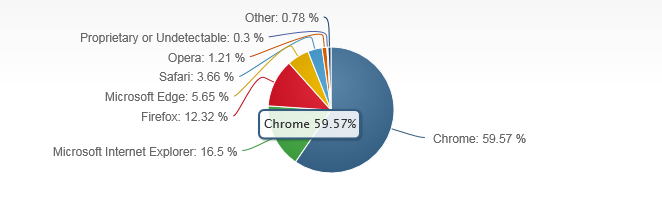 Other: 0.78 %
Proprietary or Undetectable: 0.3 %
Opera: 1.21 %
Safari: 3.66 %
Microsoft Edge: 5.65 %
Firefox: 12.32 %
Chrome 59.57%
Chrome: 59.57 %
Microsoft Internet Explorer: 16.5 %